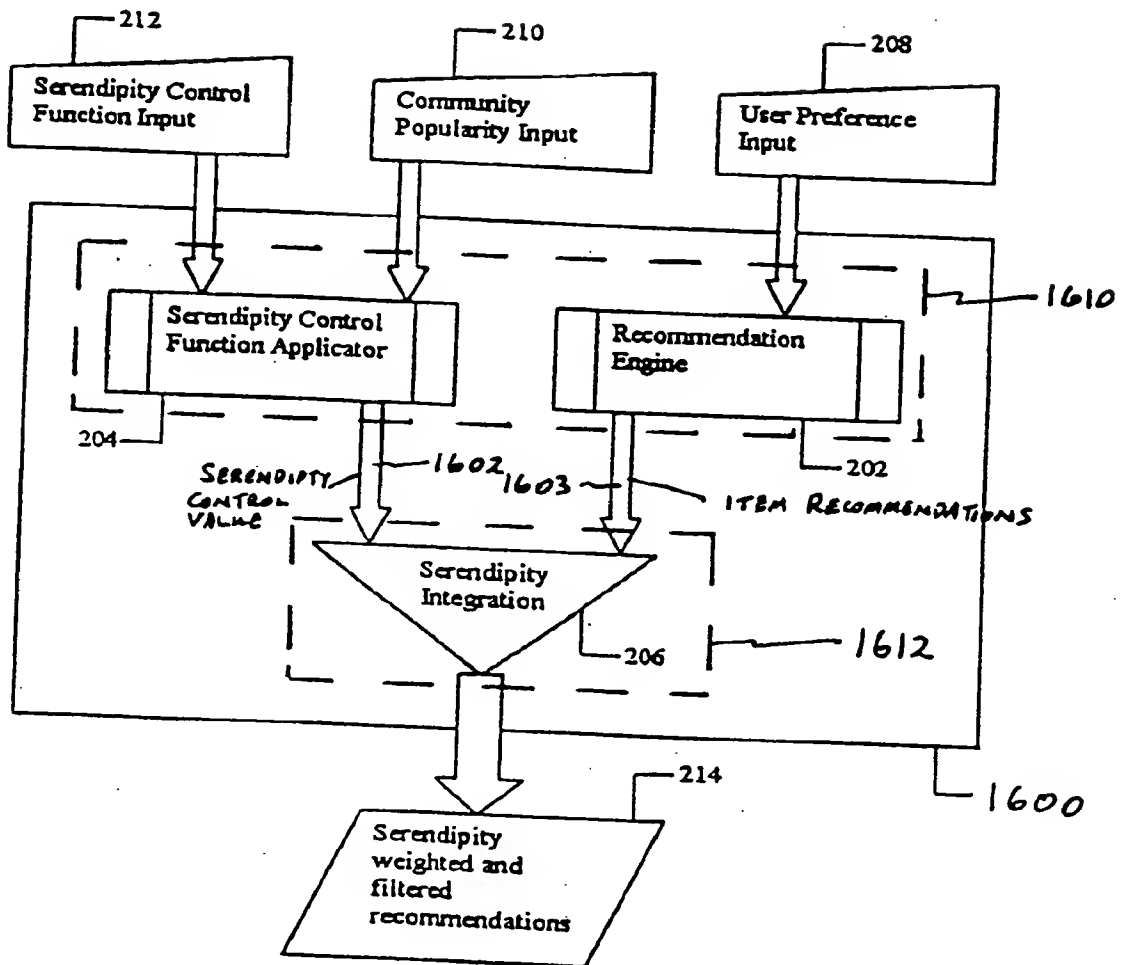 212
210
208
Serendipity Control
Function Input
Community
Popularity Input
User Preference
Input
1610
Serendipity Control
Function Applicator
Recommendation
Engine
204
202
SERENDIPTY
CONTROL
VALUE
1602
1603
ITEM RECOMMENDATIONS
Serendipity
Integration
206
1612
214
1600
Serendipity
weighted and
filtered
recommendations